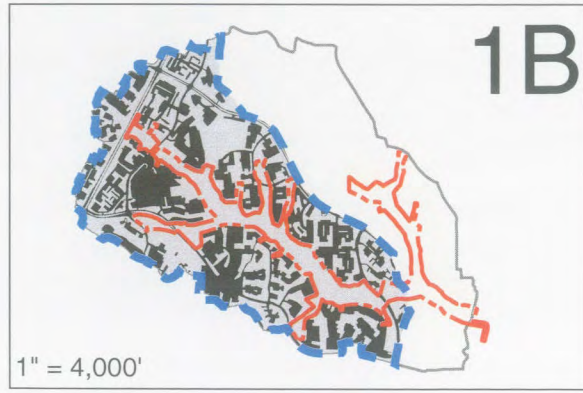 1B
1" = 4,000'